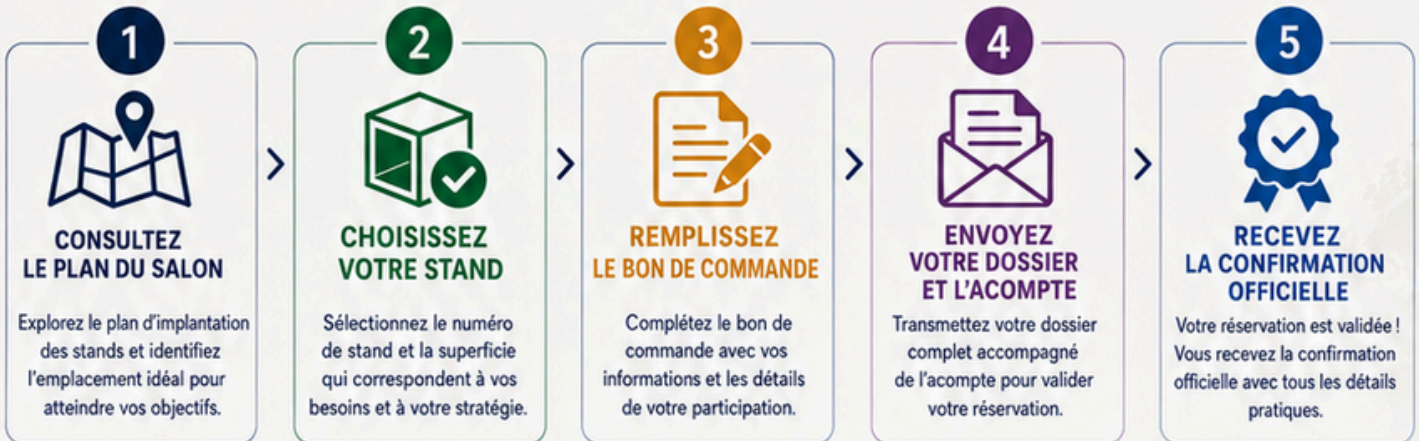 1
CONSULTEZ
LE PLAN DU SALON
Explorez le plan d'implantation
des stands et identifiez
l'emplacement idéal pour
atteindre vos objectifs.
2
CHOISISSEZ
VOTRE STAND
Sélectionnez le numéro
de stand et la superficie
qui correspondent à vos
besoins et à votre stratégie.
3
REMPLISSEZ
LE BON DE COMMANDE
Complétez le bon de
commande avec vos
informations et les détails
de votre participation.
4
ENVOYEZ
VOTRE DOSSIER
ET L'ACOMPTE
Transmettez votre dossier
complet accompagné
de l'acompte pour valider
votre réservation.
5
RECEVEZ
LA CONFIRMATION
OFFICIELLE
Votre réservation est validée !
Vous recevez la confirmation
officielle avec tous les détails
pratiques.